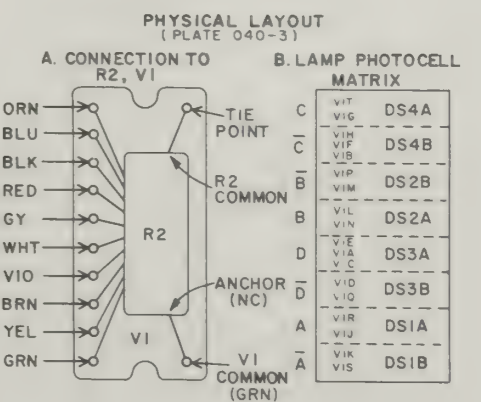 PHYSICAL LAYOUT
(PLATE 040-3)
A. CONNECTION TO
R2, V1
ORN
BLU
BLK
RED
GY
WHT
VIO
BRN
YEL
GRN
R2
V1
TIE
POINT
R2
COMMON
ANCHOR
(NC)
V1
COMMON
(GRN)
B. LAMP PHOTOCELL
MATRIX
C V1T DS4A
V1G
C̅ V1H DS4B
V1F
V1B
B̅ V1P DS2B
V1M
B V1L DS2A
V1N
D V1E DS3A
V1A
V1C
D̅ V1D DS3B
V1Q
A V1R DS1A
V1J
A̅ V1K DS1B
V1S